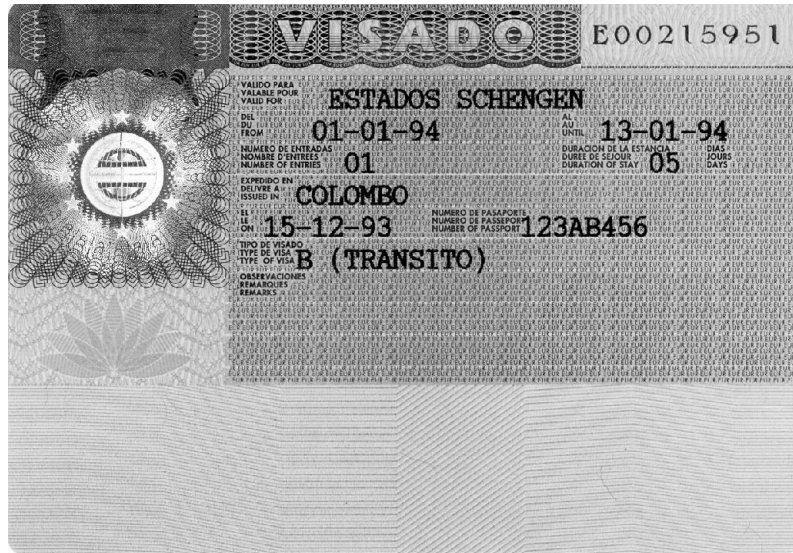 VISADO E00215951
VALIDO PARA
VALABLE POUR
VALID FOR
ESTADOS SCHENGEN
DEL
DU
FROM
01-01-94
AL
AU
UNTIL
13-01-94
NUMERO DE ENTRADAS
NOMBRE D'ENTREES
NUMBER OF ENTRIES
01
DURACION DE LA ESTANCIA
DUREE DE SEJOUR
DURATION OF STAY
05
DIAS
JOURS
DAYS
EXPEDIDO EN
DELIVRE A
ISSUED IN
COLOMBO
EL
LE
ON
15-12-93
NUMERO DE PASAPORTE
NUMERO DE PASSEPORT
NUMBER OF PASSPORT
123AB456
TIPO DE VISADO
TYPE DE VISA
TYPE OF VISA
B (TRANSITO)
OBSERVACIONES
REMARQUES
REMARKS